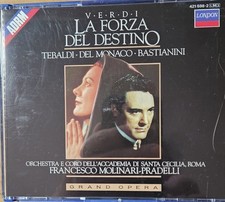 ADRM
VERDI
LA FORZA
DEL DESTINO
TEBALDI·DEL MONACO·BASTIANINI
LONDON
ORCHESTRA E CORO DELL'ACCADEMIA DI SANTA CECILIA, ROMA
FRANCESCO MOLINARI-PRADELLI
GRAND OPERA